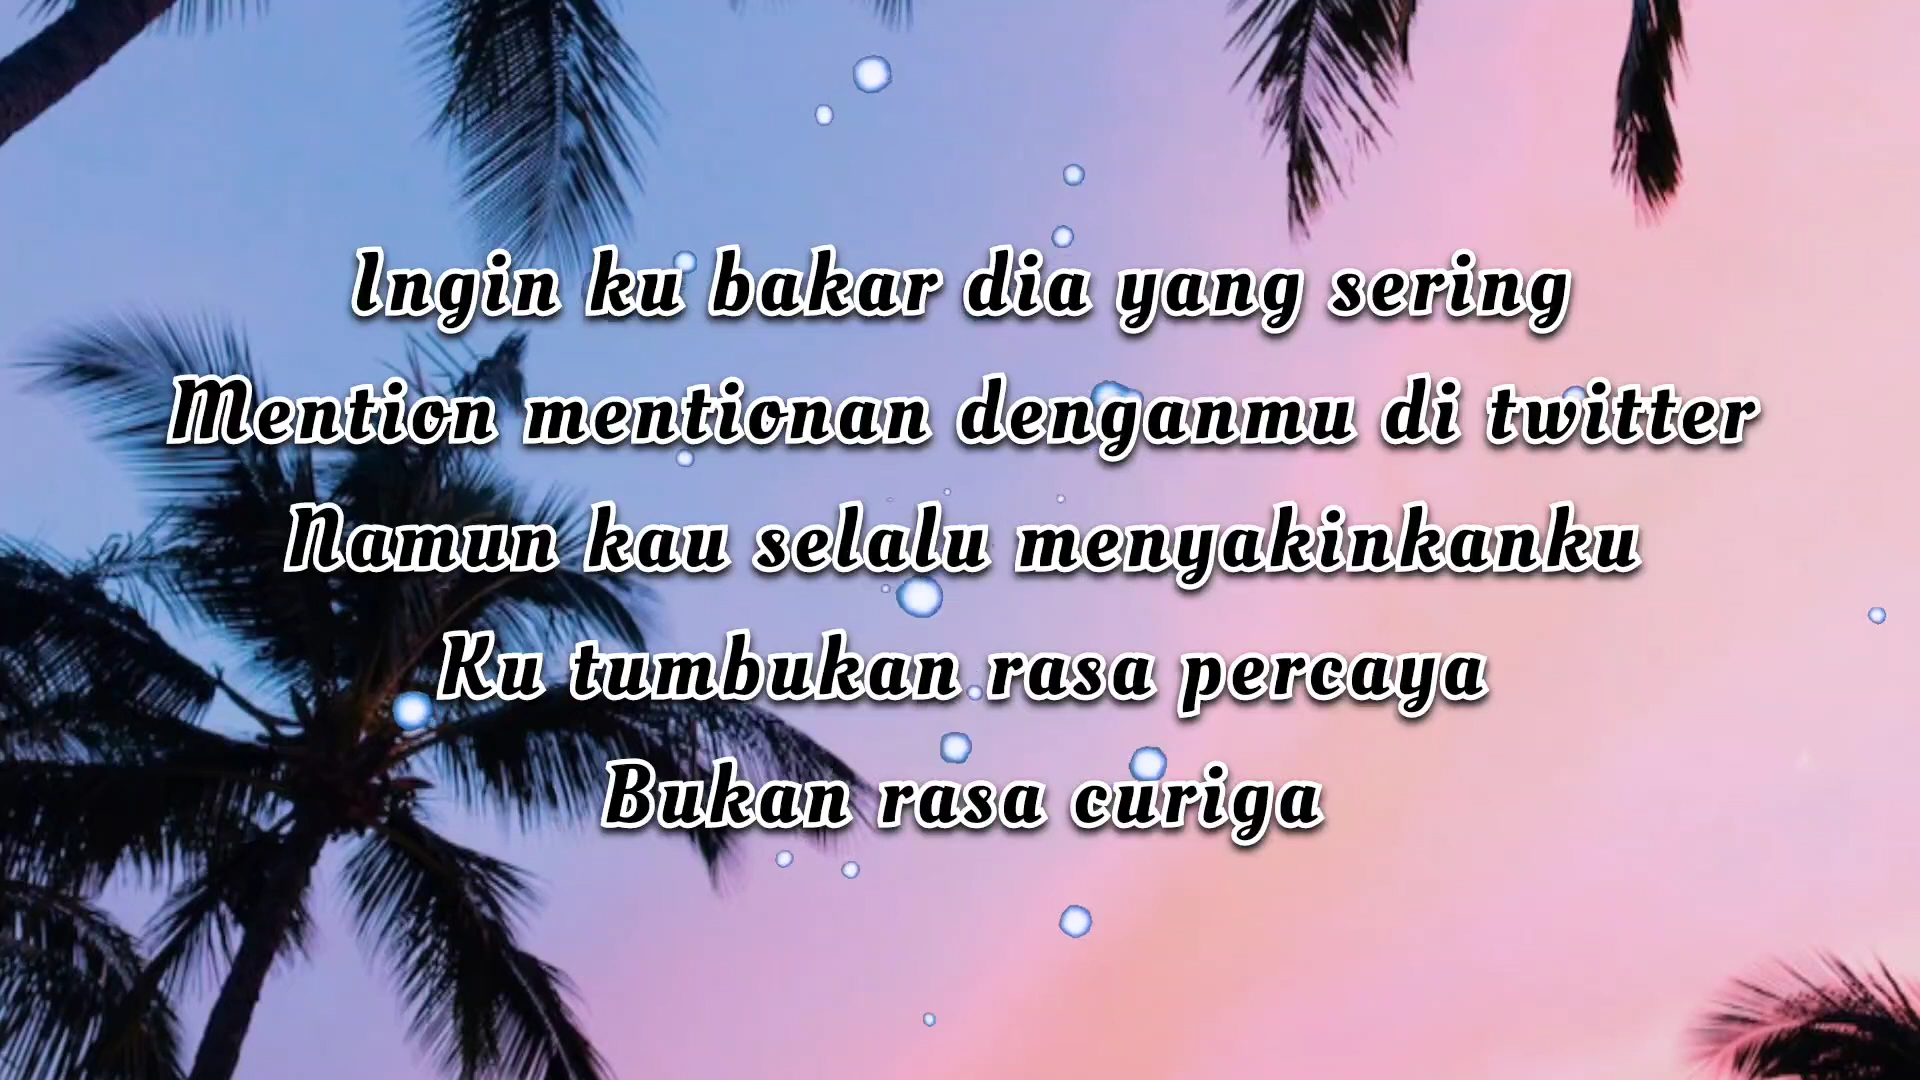 Ingin ku bakar dia yang sering
Mention mentionan denganmu di twitter
Namun kau selalu menyakinkanku
Ku tumbukan rasa percaya
Bukan rasa curiga